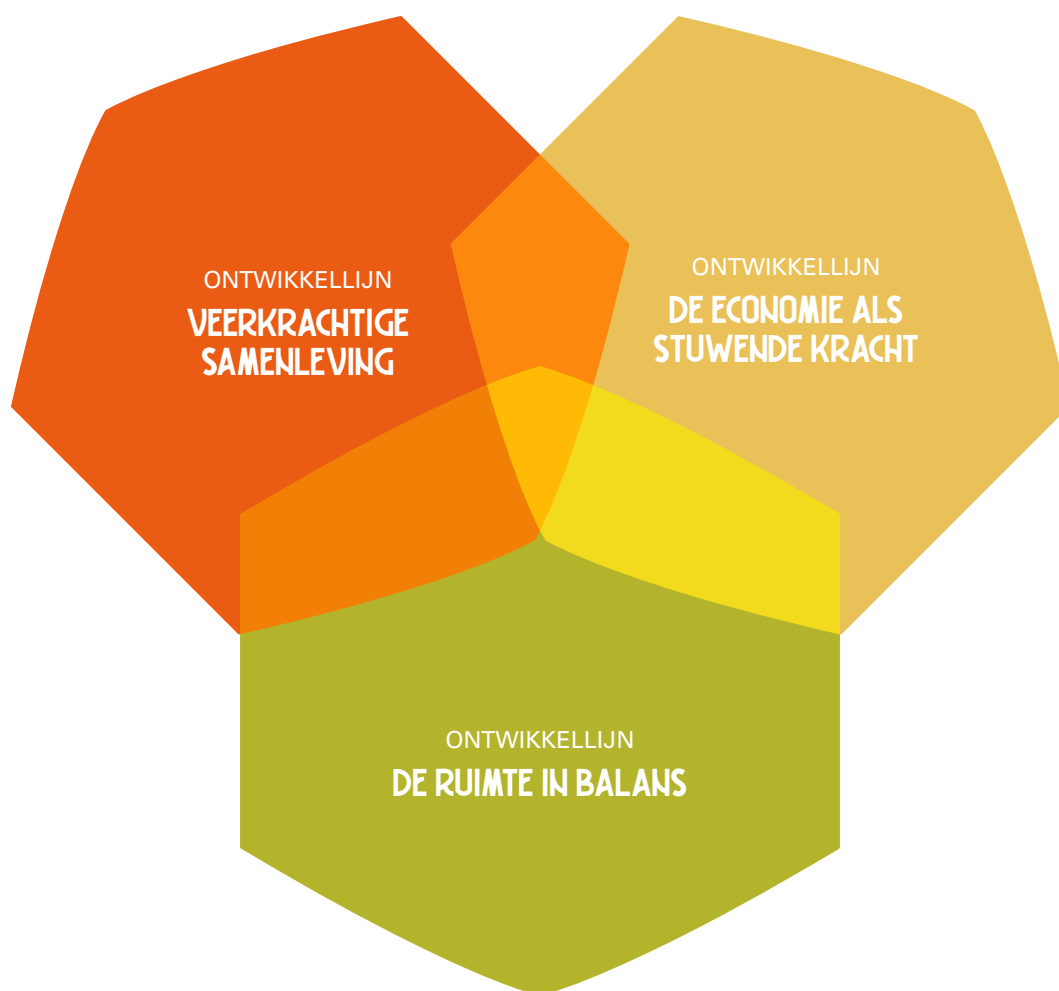 ONTWIKKELLIJN
VEERKRACHTIGE
SAMENLEVING
ONTWIKKELLIJN
DE ECONOMIE ALS
STUWENDE KRACHT
ONTWIKKELLIJN
DE RUIMTE IN BALANS